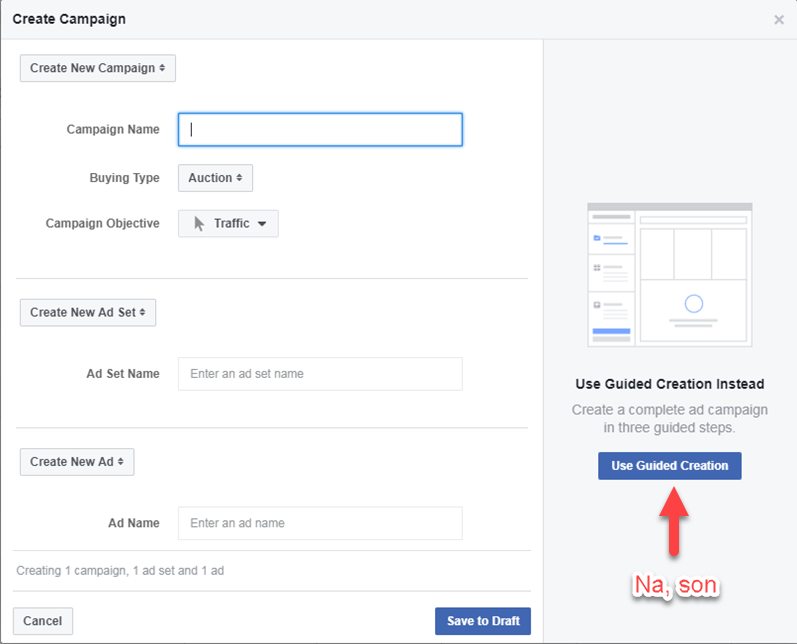 Create Campaign
×
Create New Campaign
Campaign Name
Buying Type Auction
Campaign Objective Traffic
Create New Ad Set
Ad Set Name Enter an ad set name
Create New Ad
Ad Name Enter an ad name
Creating 1 campaign, 1 ad set and 1 ad
Cancel Save to Draft
Use Guided Creation Instead
Create a complete ad campaign
in three guided steps.
Use Guided Creation
Na, son